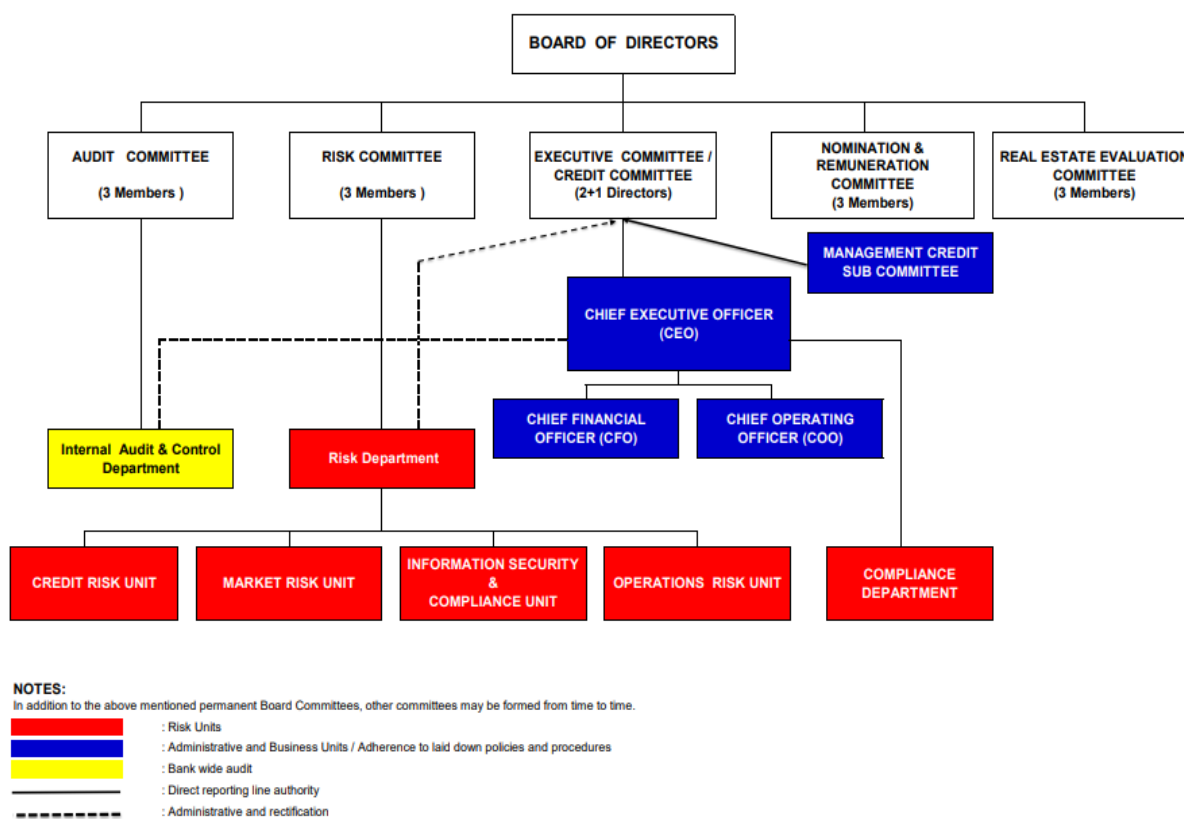 BOARD OF DIRECTORS
AUDIT COMMITTEE
(3 Members )
RISK COMMITTEE
(3 Members )
EXECUTIVE COMMITTEE /
CREDIT COMMITTEE
(2+1 Directors)
NOMINATION &
REMUNERATION
COMMITTEE
(3 Members)
REAL ESTATE EVALUATION
COMMITTEE
(3 Members)
MANAGEMENT CREDIT
SUB COMMITTEE
CHIEF EXECUTIVE OFFICER
(CEO)
CHIEF FINANCIAL
OFFICER (CFO)
CHIEF OPERATING
OFFICER (COO)
Internal Audit & Control
Department
Risk Department
CREDIT RISK UNIT
MARKET RISK UNIT
INFORMATION SECURITY
&
COMPLIANCE UNIT
OPERATIONS RISK UNIT
COMPLIANCE
DEPARTMENT
NOTES:
In addition to the above mentioned permanent Board Committees, other committees may be formed from time to time.
: Risk Units
: Administrative and Business Units / Adherence to laid down policies and procedures
: Bank wide audit
: Direct reporting line authority
: Administrative and rectification